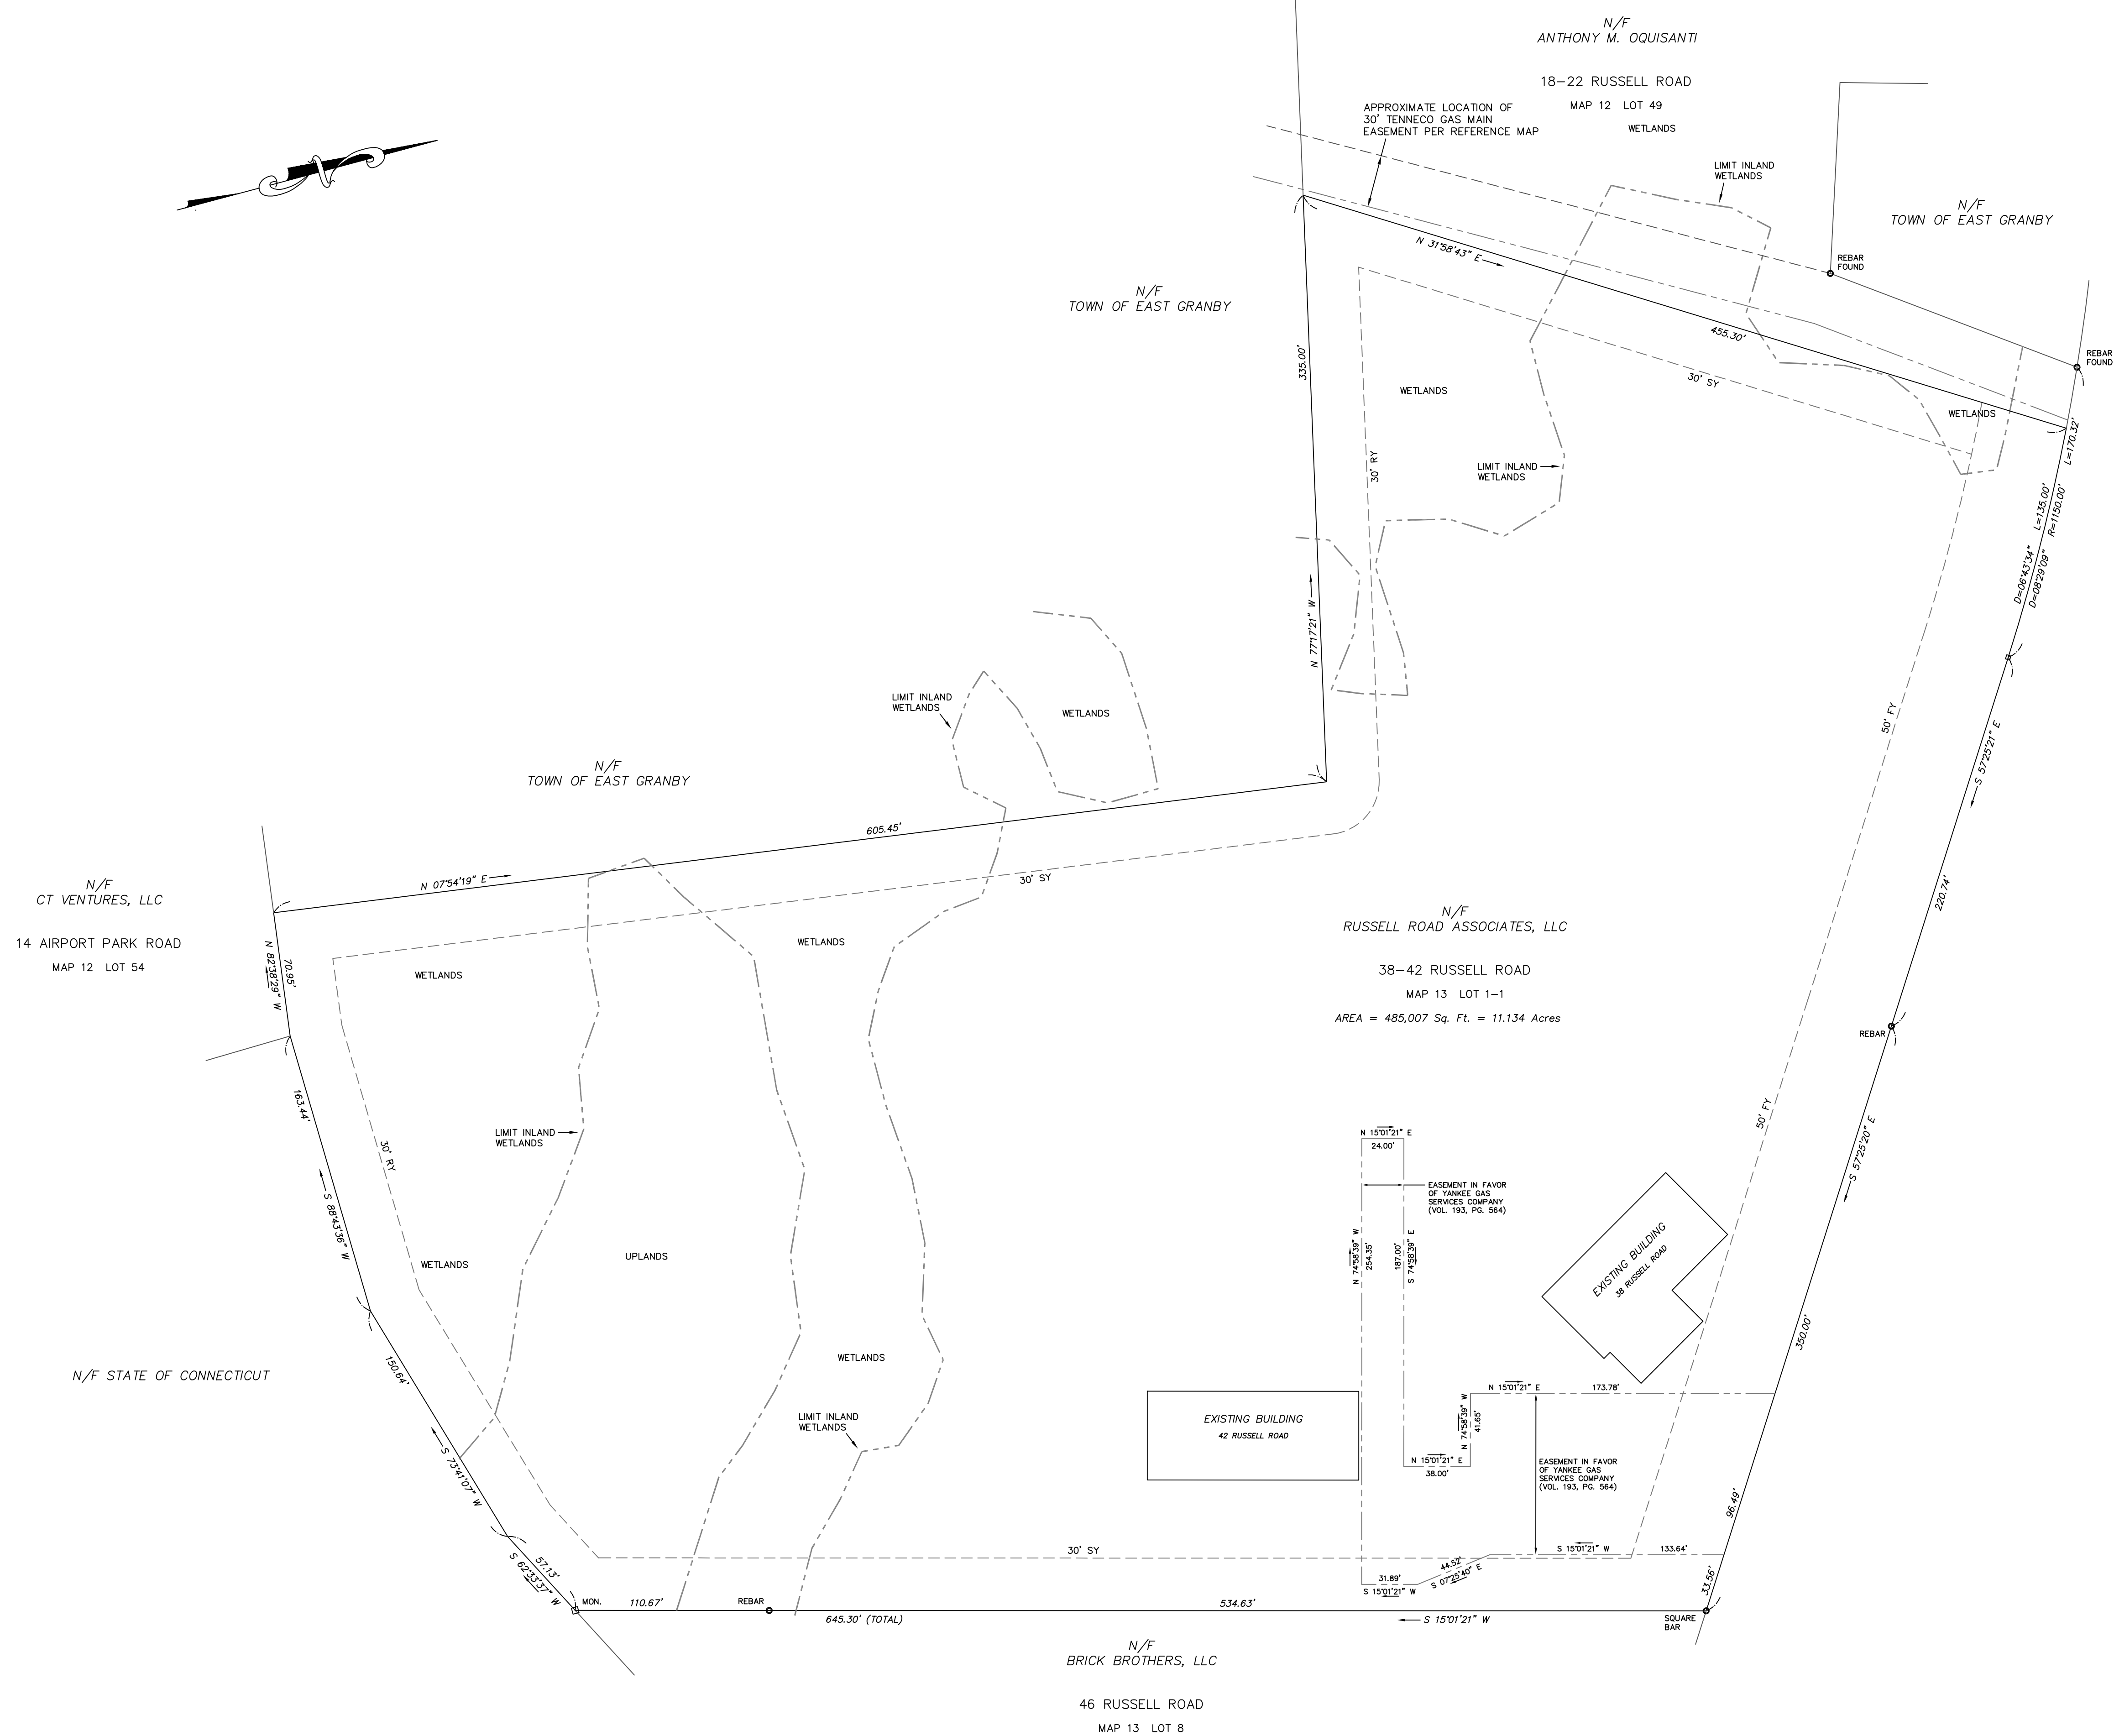 N/F
ANTHONY M. OQUISANTI
18-22 RUSSELL ROAD
MAP 12 LOT 49
WETLANDS
APPROXIMATE LOCATION OF
30' TENNECO GAS MAIN
EASEMENT PER REFERENCE MAP
LIMIT INLAND
WETLANDS
N/F
TOWN OF EAST GRANBY
REBAR
FOUND
REBAR
FOUND
N
N 31°58'43" E
455.30'
30' SY
WETLANDS
N/F
TOWN OF EAST GRANBY
335.00'
N 77°17'21" W
WETLANDS
30' RY
LIMIT INLAND
WETLANDS
L=170.32'
L=135.00'
R=1150.00'
D=06°43'34"
D=08°29'09"
50' FY
S 57°25'21" E
220.74'
LIMIT INLAND
WETLANDS
WETLANDS
N/F
TOWN OF EAST GRANBY
605.45'
N 07°54'19" E
30' SY
N/F
CT VENTURES, LLC
14 AIRPORT PARK ROAD
MAP 12 LOT 54
N 82°38'29" W
70.95'
WETLANDS
WETLANDS
N/F
RUSSELL ROAD ASSOCIATES, LLC
38-42 RUSSELL ROAD
MAP 13 LOT 1-1
AREA = 485,007 Sq. Ft. = 11.134 Acres
REBAR
163.44'
30' RY
S 88°43'36" W
LIMIT INLAND
WETLANDS
50' FY
S 57°25'20" E
350.00'
N 15°01'21" E
24.00'
EASEMENT IN FAVOR
OF YANKEE GAS
SERVICES COMPANY
(VOL. 193, PG. 564)
N 74°58'39" W
254.35'
187.00'
S 74°58'39" E
EXISTING BUILDING
38 RUSSELL ROAD
WETLANDS
UPLANDS
N/F STATE OF CONNECTICUT
150.64'
S 73°41'07" W
WETLANDS
LIMIT INLAND
WETLANDS
EXISTING BUILDING
42 RUSSELL ROAD
N 15°01'21" E
173.78'
N 74°58'39" W
41.65'
N 15°01'21" E
38.00'
EASEMENT IN FAVOR
OF YANKEE GAS
SERVICES COMPANY
(VOL. 193, PG. 564)
96.49'
30' SY
S 15°01'21" W
133.64'
44.52'
S 07°25'40" E
31.89'
S 15°01'21" W
33.56'
57.13'
S 62°33'37" W
MON.
110.67'
REBAR
645.30' (TOTAL)
534.63'
S 15°01'21" W
SQUARE
BAR
N/F
BRICK BROTHERS, LLC
46 RUSSELL ROAD
MAP 13 LOT 8